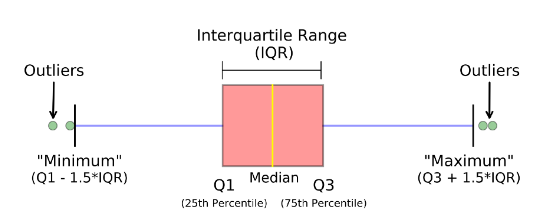 Interquartile Range
(IQR)
Outliers
Outliers
"Minimum"
(Q1 - 1.5*IQR)
"Maximum"
(Q3 + 1.5*IQR)
Q1
Median
Q3
(25th Percentile)
(75th Percentile)